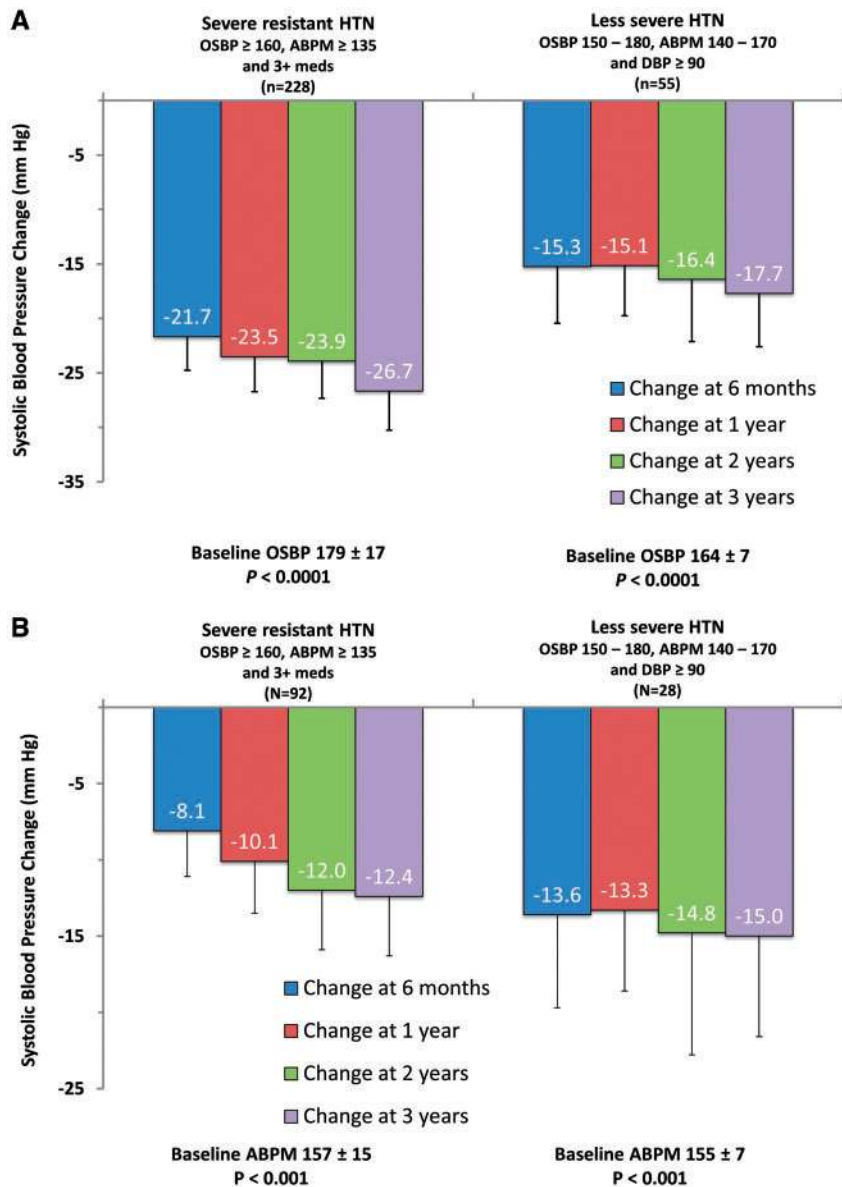 A
Severe resistant HTN
OSBP ≥ 160, ABPM ≥ 135
and 3+ meds
(n=228)
Less severe HTN
OSBP 150 – 180, ABPM 140 – 170
and DBP ≥ 90
(n=55)
Systolic Blood Pressure Change (mm Hg)
-5
-15
-25
-35
-21.7
-23.5
-23.9
-26.7
-15.3
-15.1
-16.4
-17.7
Change at 6 months
Change at 1 year
Change at 2 years
Change at 3 years
Baseline OSBP 179 ± 17
P < 0.0001
Baseline OSBP 164 ± 7
P < 0.0001
B
Severe resistant HTN
OSBP ≥ 160, ABPM ≥ 135
and 3+ meds
(N=92)
Less severe HTN
OSBP 150 – 180, ABPM 140 – 170
and DBP ≥ 90
(N=28)
Systolic Blood Pressure Change (mm Hg)
-5
-15
-25
-8.1
-10.1
-12.0
-12.4
-13.6
-13.3
-14.8
-15.0
Change at 6 months
Change at 1 year
Change at 2 years
Change at 3 years
Baseline ABPM 157 ± 15
P < 0.001
Baseline ABPM 155 ± 7
P < 0.001